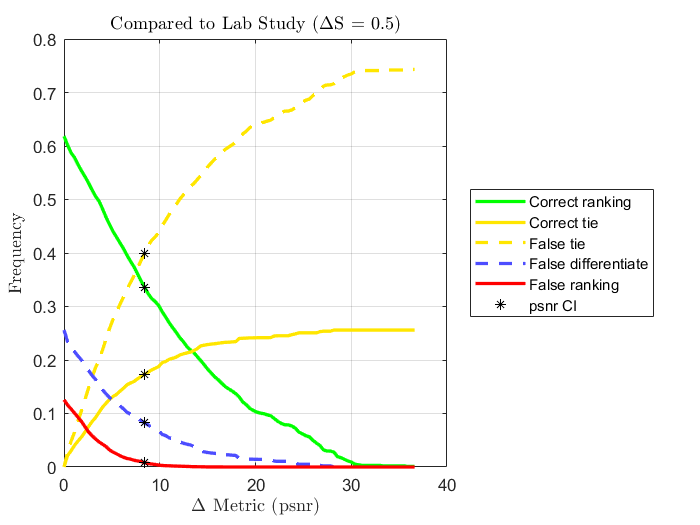 Compared to Lab Study (ΔS = 0.5)
0.8
0.7
0.6
0.5
0.4
0.3
0.2
0.1
0
Frequency
0
10
20
30
40
Δ Metric (psnr)
Correct ranking
Correct tie
False tie
False differentiate
False ranking
psnr CI